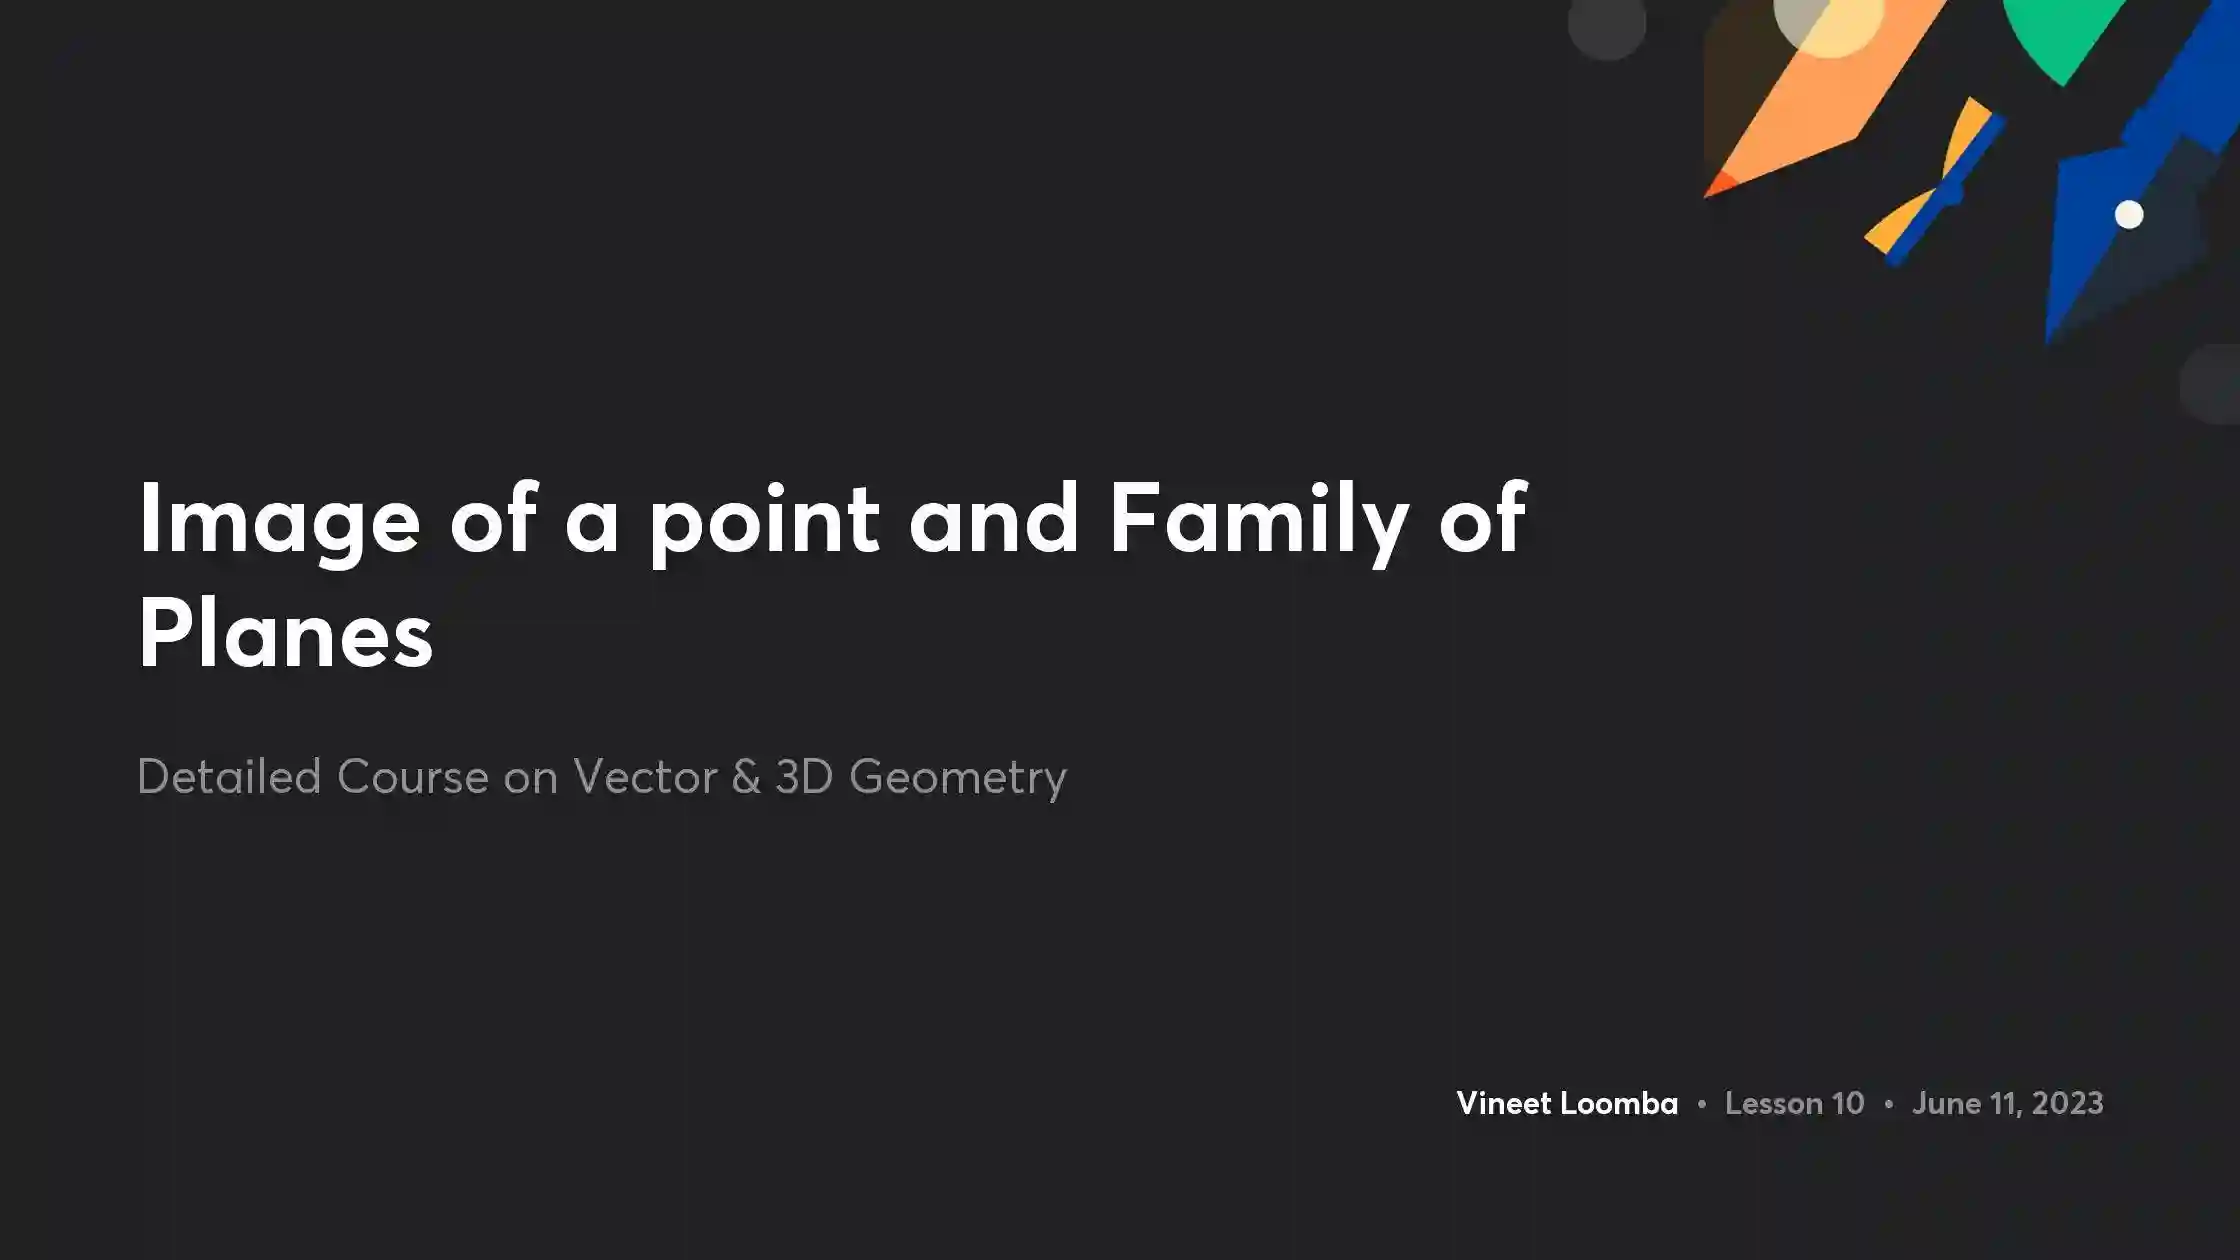 Image of a point and Family of
Planes
Detailed Course on Vector & 3D Geometry
Vineet Loomba • Lesson 10 • June 11, 2023